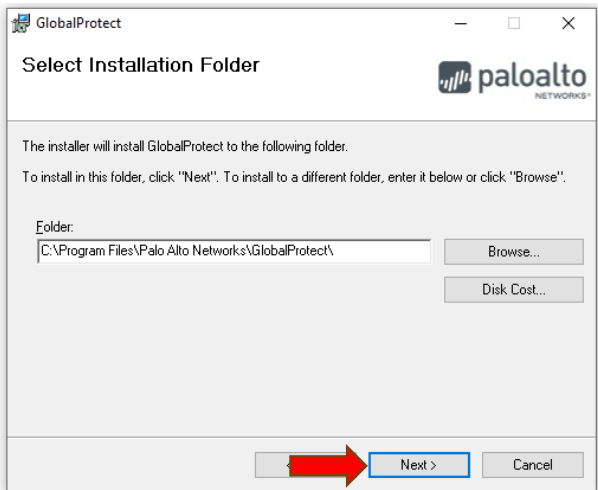 GlobalProtect
Select Installation Folder
paloalto
NETWORKS
The installer will install GlobalProtect to the following folder.
To install in this folder, click "Next". To install to a different folder, enter it below or click "Browse".
Folder:
C:\Program Files\Palo Alto Networks\GlobalProtect\
Browse...
Disk Cost...
<
Next >
Cancel